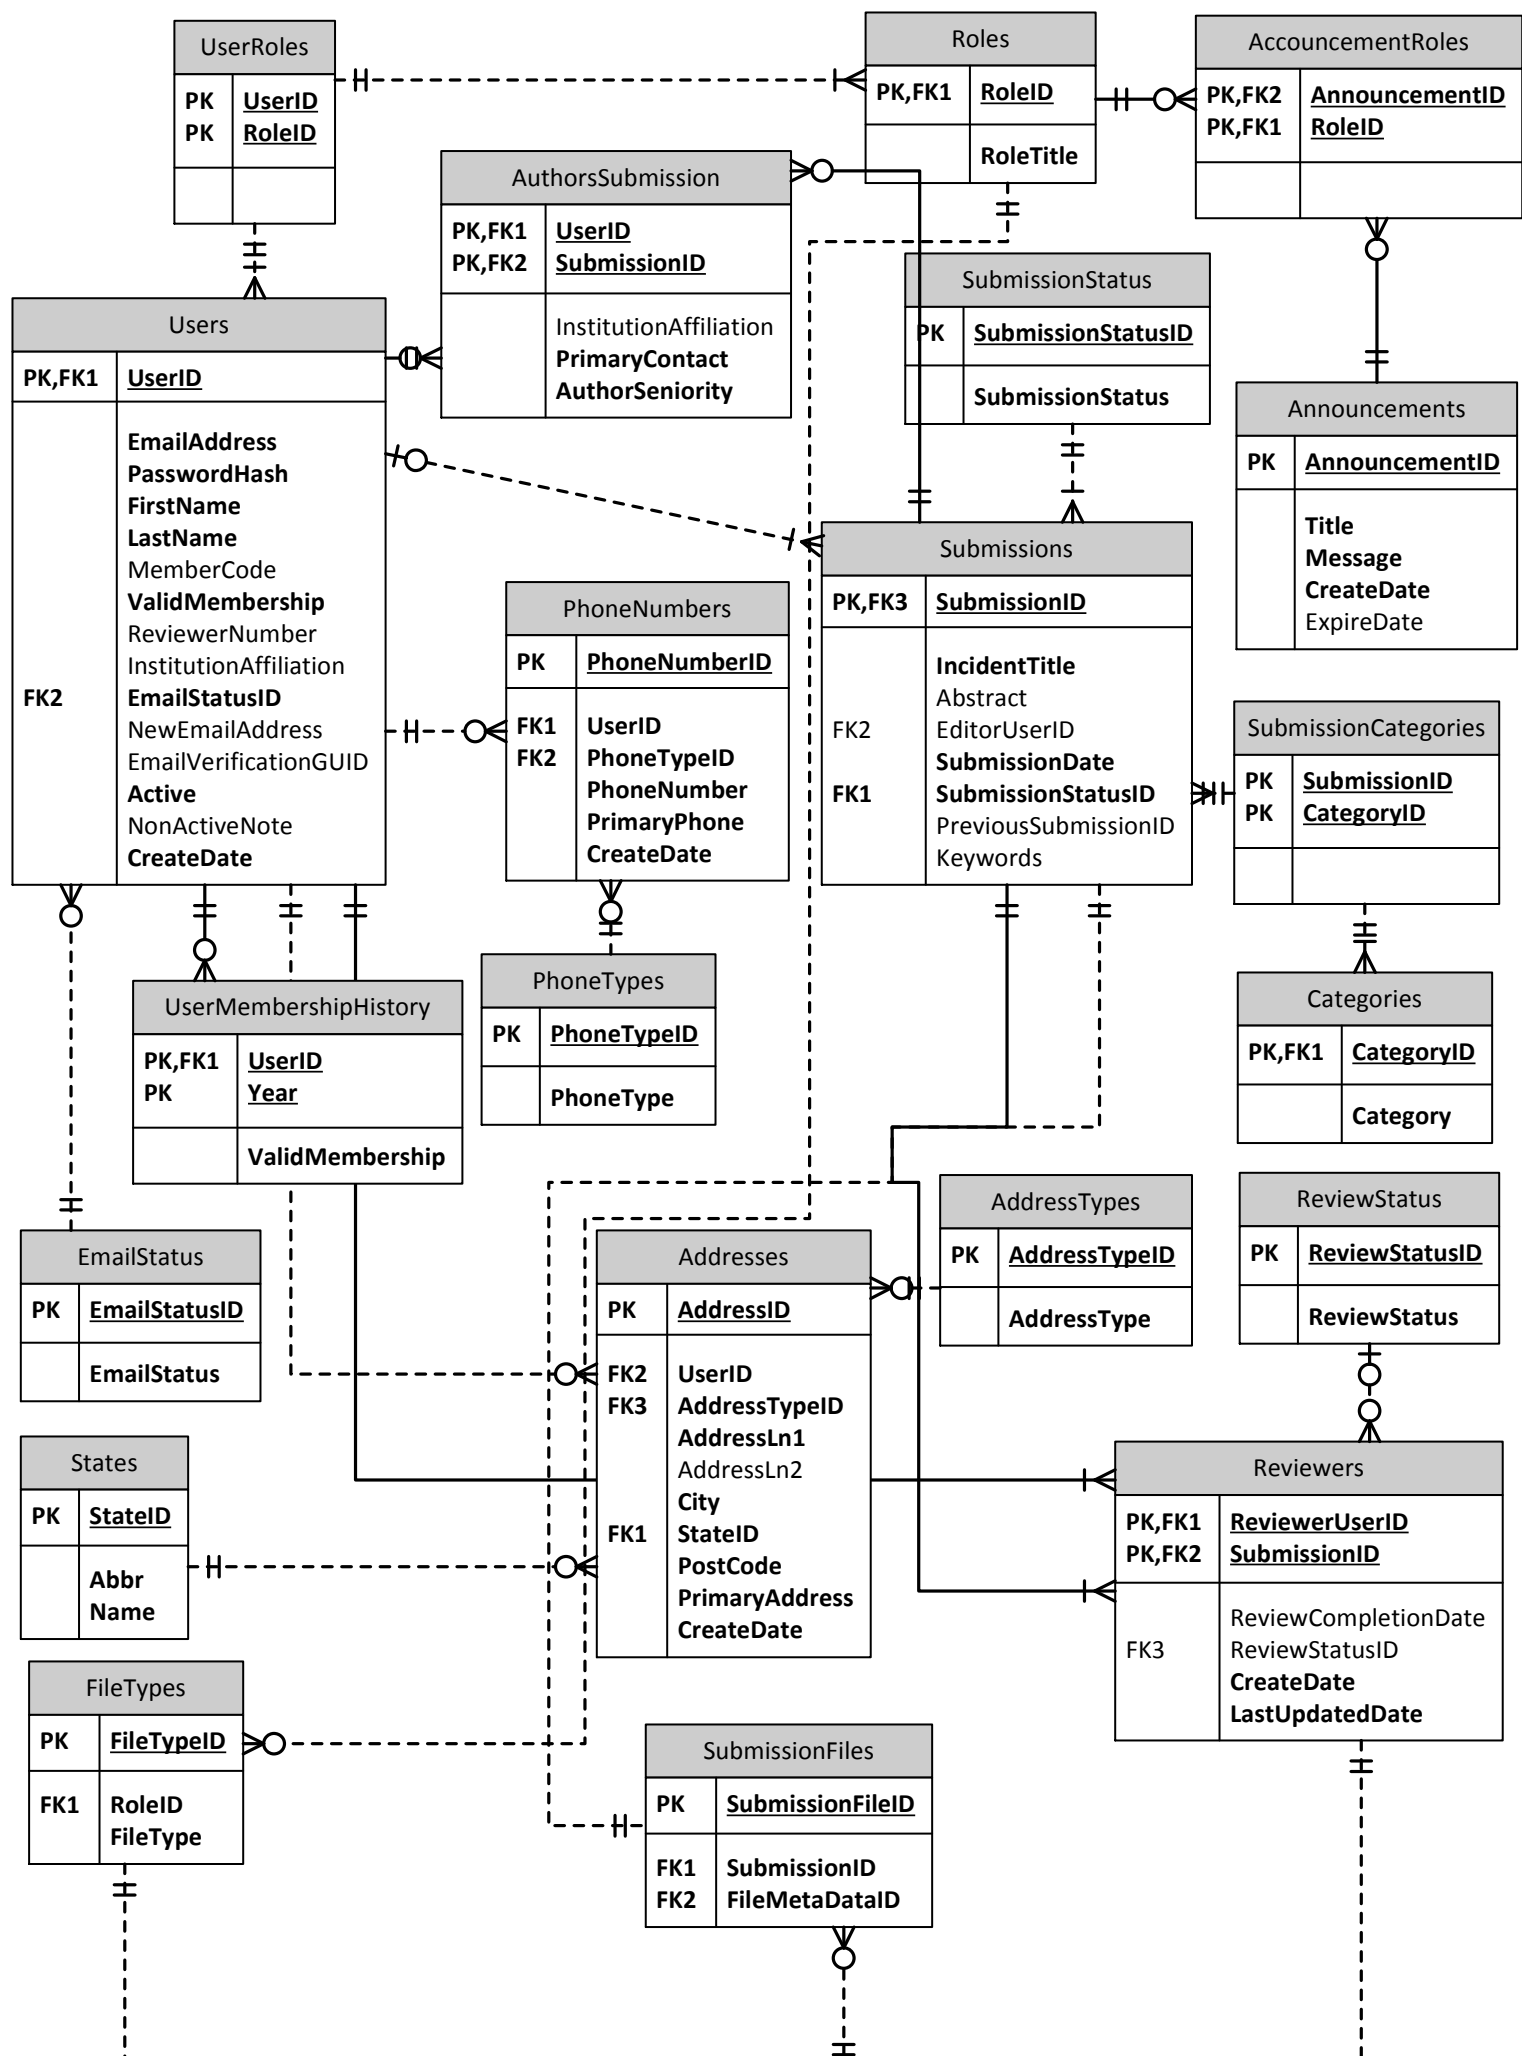 UserRoles
PK UserID
PK RoleID
Roles
PK,FK1 RoleID
RoleTitle
AccouncementRoles
PK,FK2 AnnouncementID
PK,FK1 RoleID
AuthorsSubmission
PK,FK1 UserID
PK,FK2 SubmissionID
InstitutionAffiliation
PrimaryContact
AuthorSeniority
SubmissionStatus
PK SubmissionStatusID
SubmissionStatus
Users
PK,FK1 UserID
EmailAddress
PasswordHash
FirstName
LastName
MemberCode
ValidMembership
ReviewerNumber
InstitutionAffiliation
FK2 EmailStatusID
NewEmailAddress
EmailVerificationGUID
Active
NonActiveNote
CreateDate
Announcements
PK AnnouncementID
Title
Message
CreateDate
ExpireDate
Submissions
PK,FK3 SubmissionID
IncidentTitle
Abstract
FK2 EditorUserID
SubmissionDate
FK1 SubmissionStatusID
PreviousSubmissionID
Keywords
PhoneNumbers
PK PhoneNumberID
FK1 UserID
FK2 PhoneTypeID
PhoneNumber
PrimaryPhone
CreateDate
SubmissionCategories
PK SubmissionID
PK CategoryID
PhoneTypes
PK PhoneTypeID
PhoneType
Categories
PK,FK1 CategoryID
Category
UserMembershipHistory
PK,FK1 UserID
PK Year
ValidMembership
AddressTypes
PK AddressTypeID
AddressType
ReviewStatus
PK ReviewStatusID
ReviewStatus
EmailStatus
PK EmailStatusID
EmailStatus
Addresses
PK AddressID
FK2 UserID
FK3 AddressTypeID
AddressLn1
AddressLn2
City
FK1 StateID
PostCode
PrimaryAddress
CreateDate
States
PK StateID
Abbr
Name
Reviewers
PK,FK1 ReviewerUserID
PK,FK2 SubmissionID
ReviewCompletionDate
FK3 ReviewStatusID
CreateDate
LastUpdatedDate
FileTypes
PK FileTypeID
FK1 RoleID
FileType
SubmissionFiles
PK SubmissionFileID
FK1 SubmissionID
FK2 FileMetaDataID